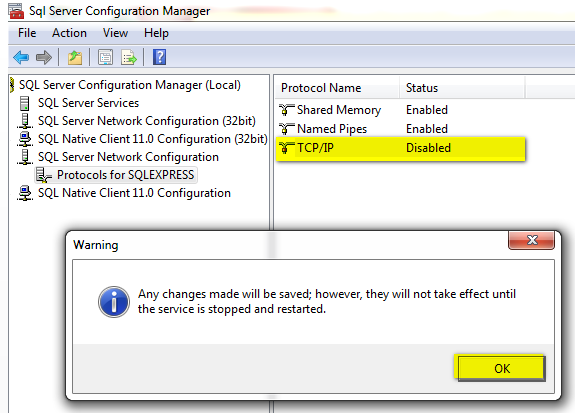 Sql Server Configuration Manager
File Action View Help
SQL Server Configuration Manager (Local)
SQL Server Services
SQL Server Network Configuration (32bit)
SQL Native Client 11.0 Configuration (32bit)
SQL Server Network Configuration
Protocols for SQLEXPRESS
SQL Native Client 11.0 Configuration
Protocol Name Status
Shared Memory Enabled
Named Pipes Enabled
TCP/IP Disabled
Warning
Any changes made will be saved; however, they will not take effect until
the service is stopped and restarted.
OK